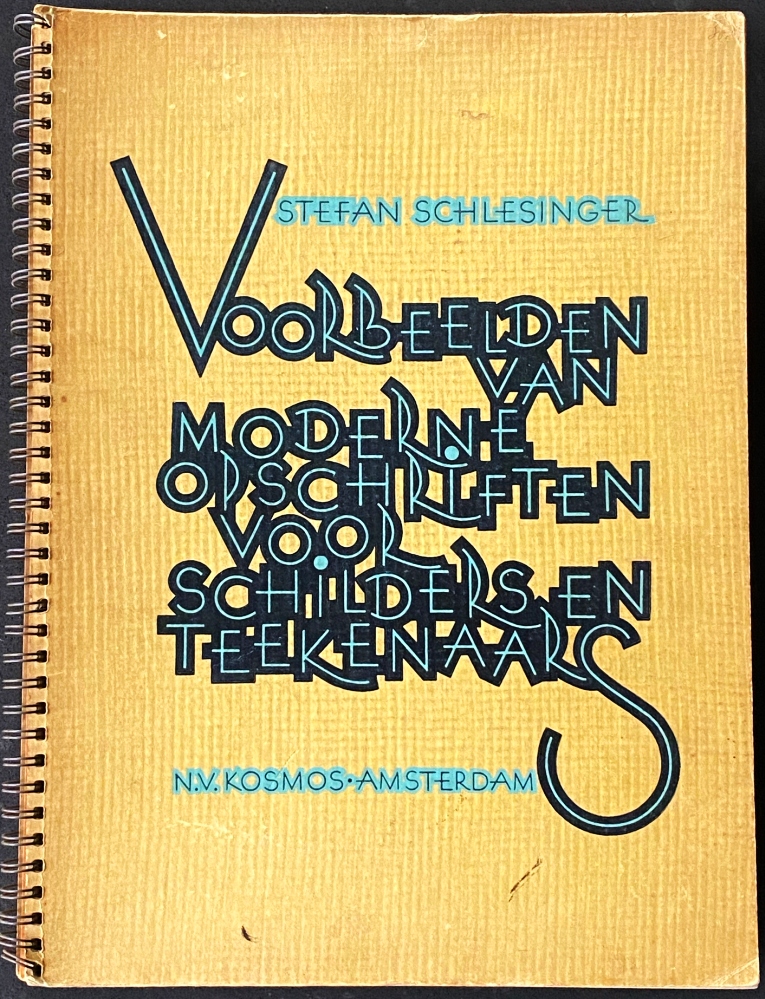 STEFAN SCHLESINGER
VOORBEELDEN
VAN
MODERNE
OPSCHRIFTEN
VOOR
SCHILDERS EN
TEEKENAARS
N.V. KOSMOS·AMSTERDAM